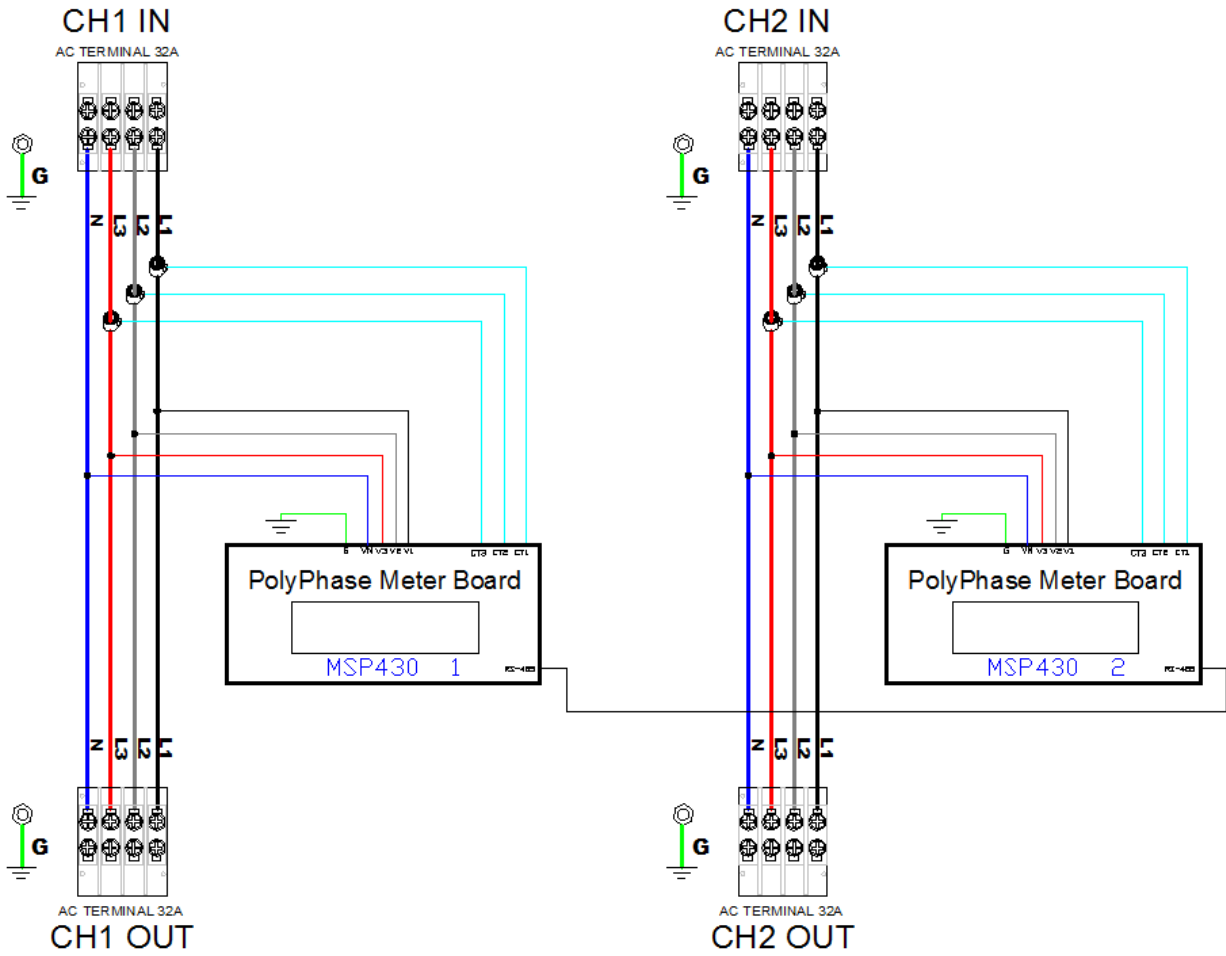 CH1 IN
CH2 IN
AC TERMINAL 32A
AC TERMINAL 32A
G
G
N L3 L2 L1
N L3 L2 L1
G VN V3 V2 V1 CT3 CT2 CT1
G VN V3 V2 V1 CT3 CT2 CT1
PolyPhase Meter Board
PolyPhase Meter Board
MSP430 1
RS-485
MSP430 2
RS-485
N L3 L2 L1
N L3 L2 L1
G
G
AC TERMINAL 32A
AC TERMINAL 32A
CH1 OUT
CH2 OUT